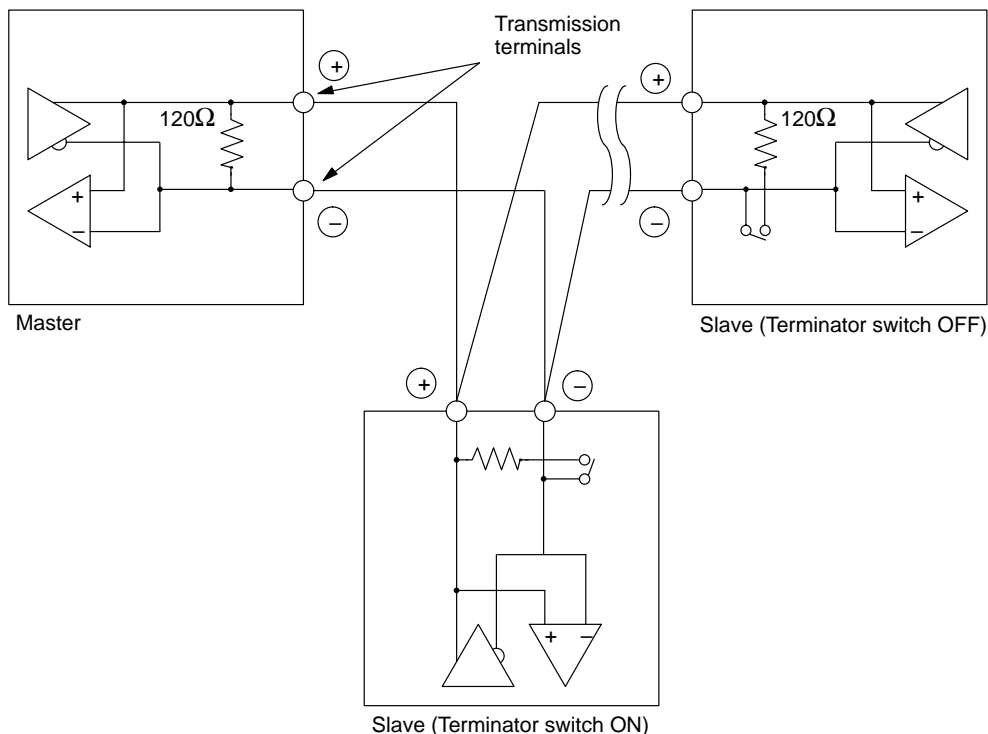 Transmission
terminals
+
+
120Ω
120Ω
+
−
+
−
−
−
Master
Slave (Terminator switch OFF)
+
−
+ −
Slave (Terminator switch ON)